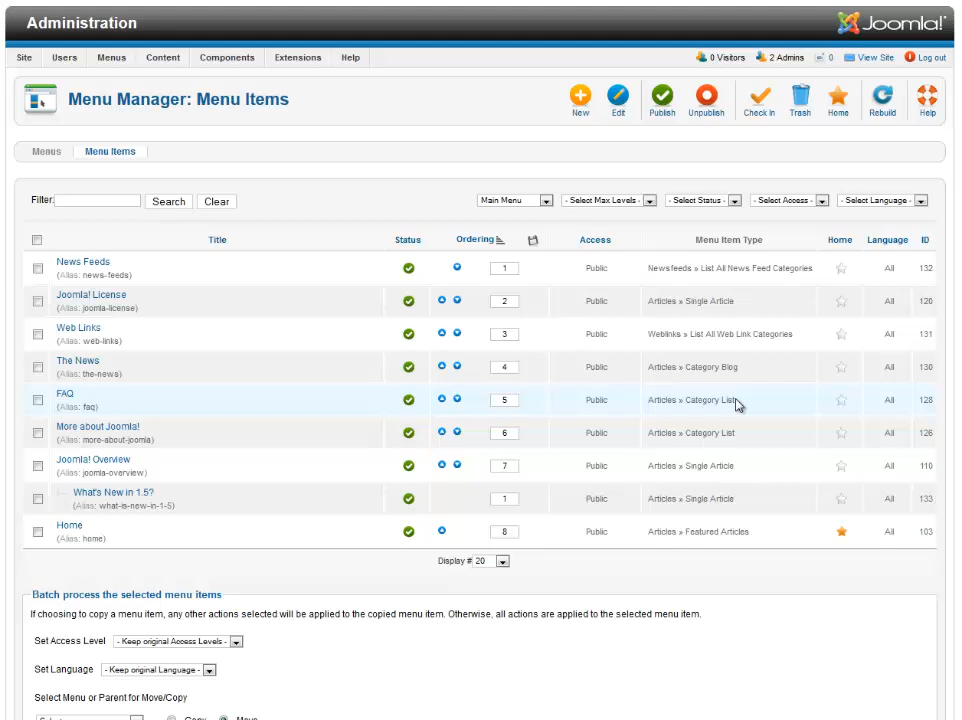 Administration
Joomla!
Site Users Menus Content Components Extensions Help 0 Visitors 2 Admins 0 View Site Log out
Menu Manager: Menu Items
New Edit Publish Unpublish Check In Trash Home Rebuild Help
Menus Menu Items
Filter: Search Clear Main Menu - Select Max Levels - - Select Status - - Select Access - - Select Language -
Title Status Ordering Access Menu Item Type Home Language ID
News Feeds
(Alias: news-feeds) 1 Public Newsfeeds » List All News Feed Categories All 132
Joomla! License
(Alias: joomla-license) 2 Public Articles » Single Article All 120
Web Links
(Alias: web-links) 3 Public Weblinks » List All Web Link Categories All 131
The News
(Alias: the-news) 4 Public Articles » Category Blog All 130
FAQ
(Alias: faq) 5 Public Articles » Category List All 128
More about Joomla!
(Alias: more-about-joomla) 6 Public Articles » Category List All 126
Joomla! Overview
(Alias: joomla-overview) 7 Public Articles » Single Article All 110
What's New in 1.5?
(Alias: what-is-new-in-1-5) 1 Public Articles » Single Article All 133
Home
(Alias: home) 8 Public Articles » Featured Articles All 103
Display # 20
Batch process the selected menu items
If choosing to copy a menu item, any other actions selected will be applied to the copied menu item. Otherwise, all actions are applied to the selected menu item.
Set Access Level - Keep original Access Levels -
Set Language - Keep original Language -
Select Menu or Parent for Move/Copy
Copy Move